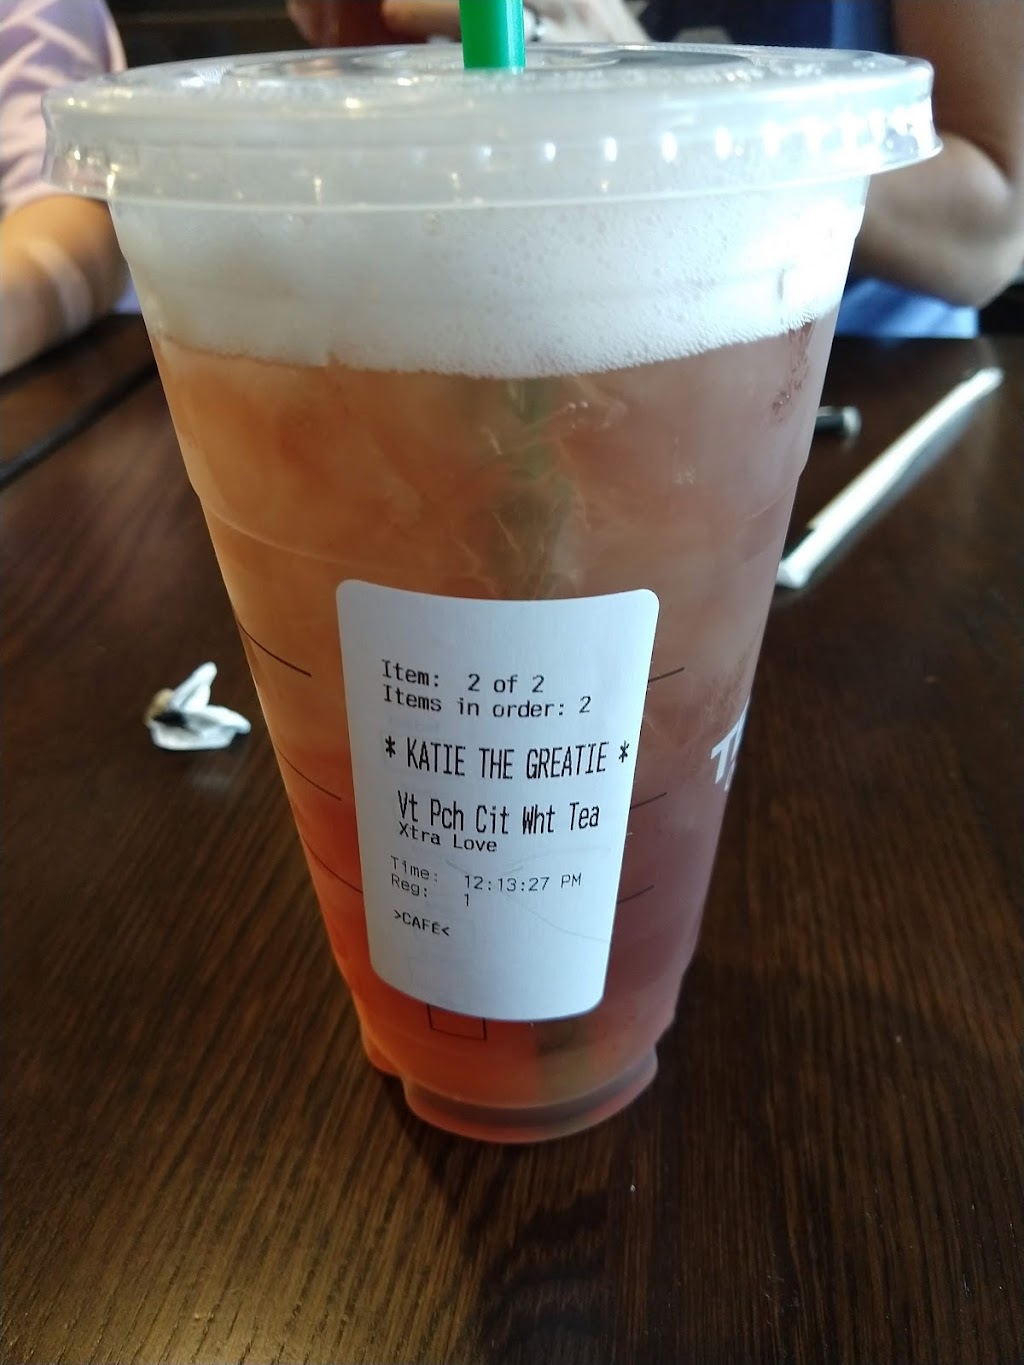 Item: 2 of 2
Items in order: 2
* KATIE THE GREATIE *
Vt Pch Cit Wht Tea
Xtra Love
Time: 12:13:27 PM
Reg: 1
>CAFÉ<